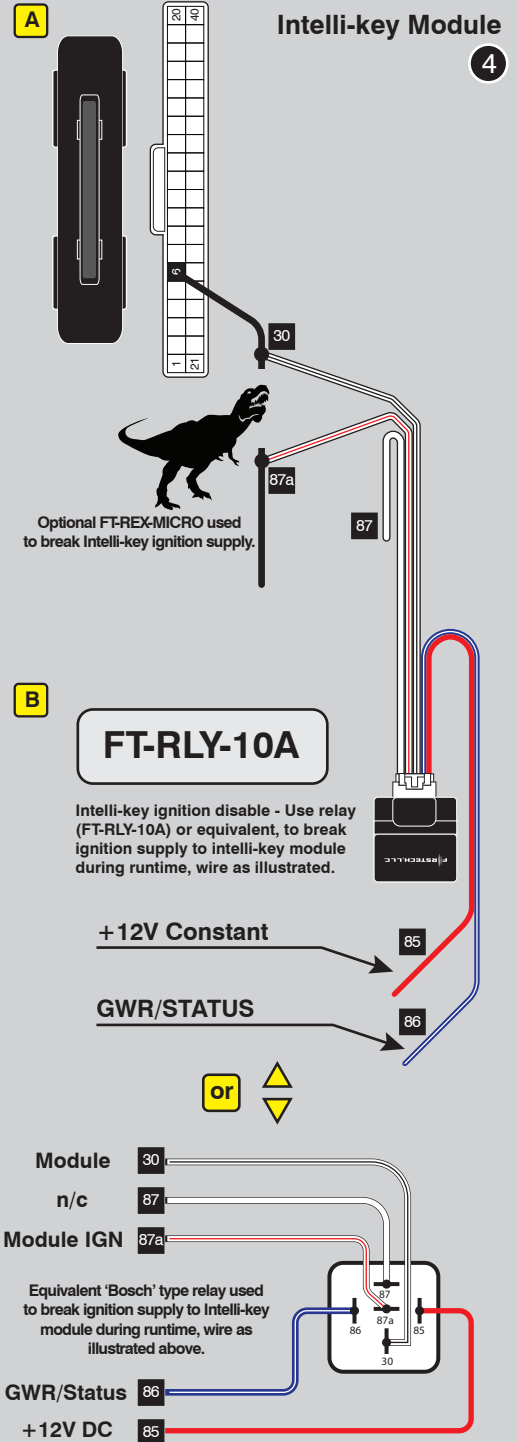 A
Intelli-key Module
4
20
40
6
1
21
30
87a
Optional FT-REX-MICRO used
to break Intelli-key ignition supply.
87
B
FT-RLY-10A
Intelli-key ignition disable - Use relay
(FT-RLY-10A) or equivalent, to break
ignition supply to intelli-key module
during runtime, wire as illustrated.
FIRSTECH,LLC
+12V Constant
85
GWR/STATUS
86
or
Module 30
n/c 87
Module IGN 87a
Equivalent ‘Bosch’ type relay used
to break ignition supply to Intelli-key
module during runtime, wire as
illustrated above.
87
86
87a
85
30
GWR/Status 86
+12V DC 85